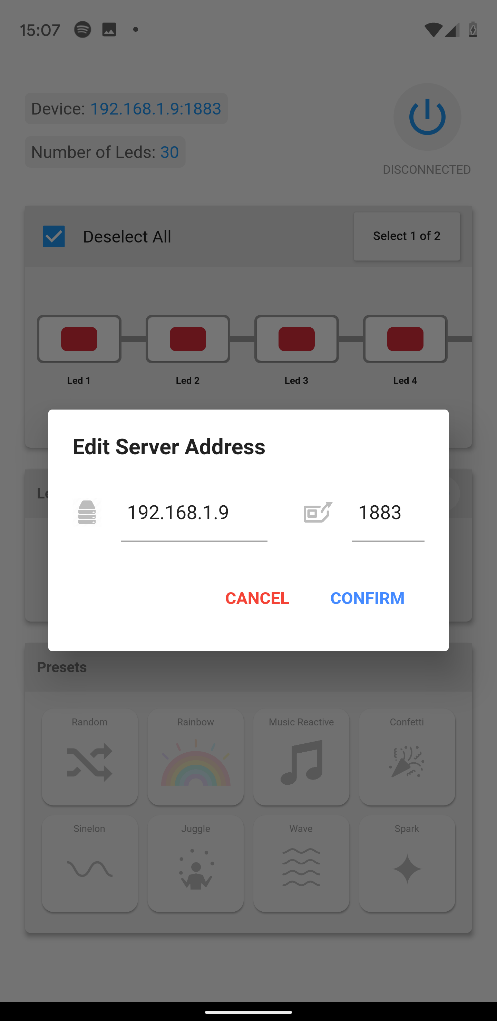 15:07
Device: 192.168.1.9:1883
Number of Leds: 30
DISCONNECTED
Deselect All
Select 1 of 2
Led 1 Led 2 Led 3 Led 4
Edit Server Address
192.168.1.9 1883
CANCEL CONFIRM
Presets
Random Rainbow Music Reactive Confetti
Sinelon Juggle Wave Spark